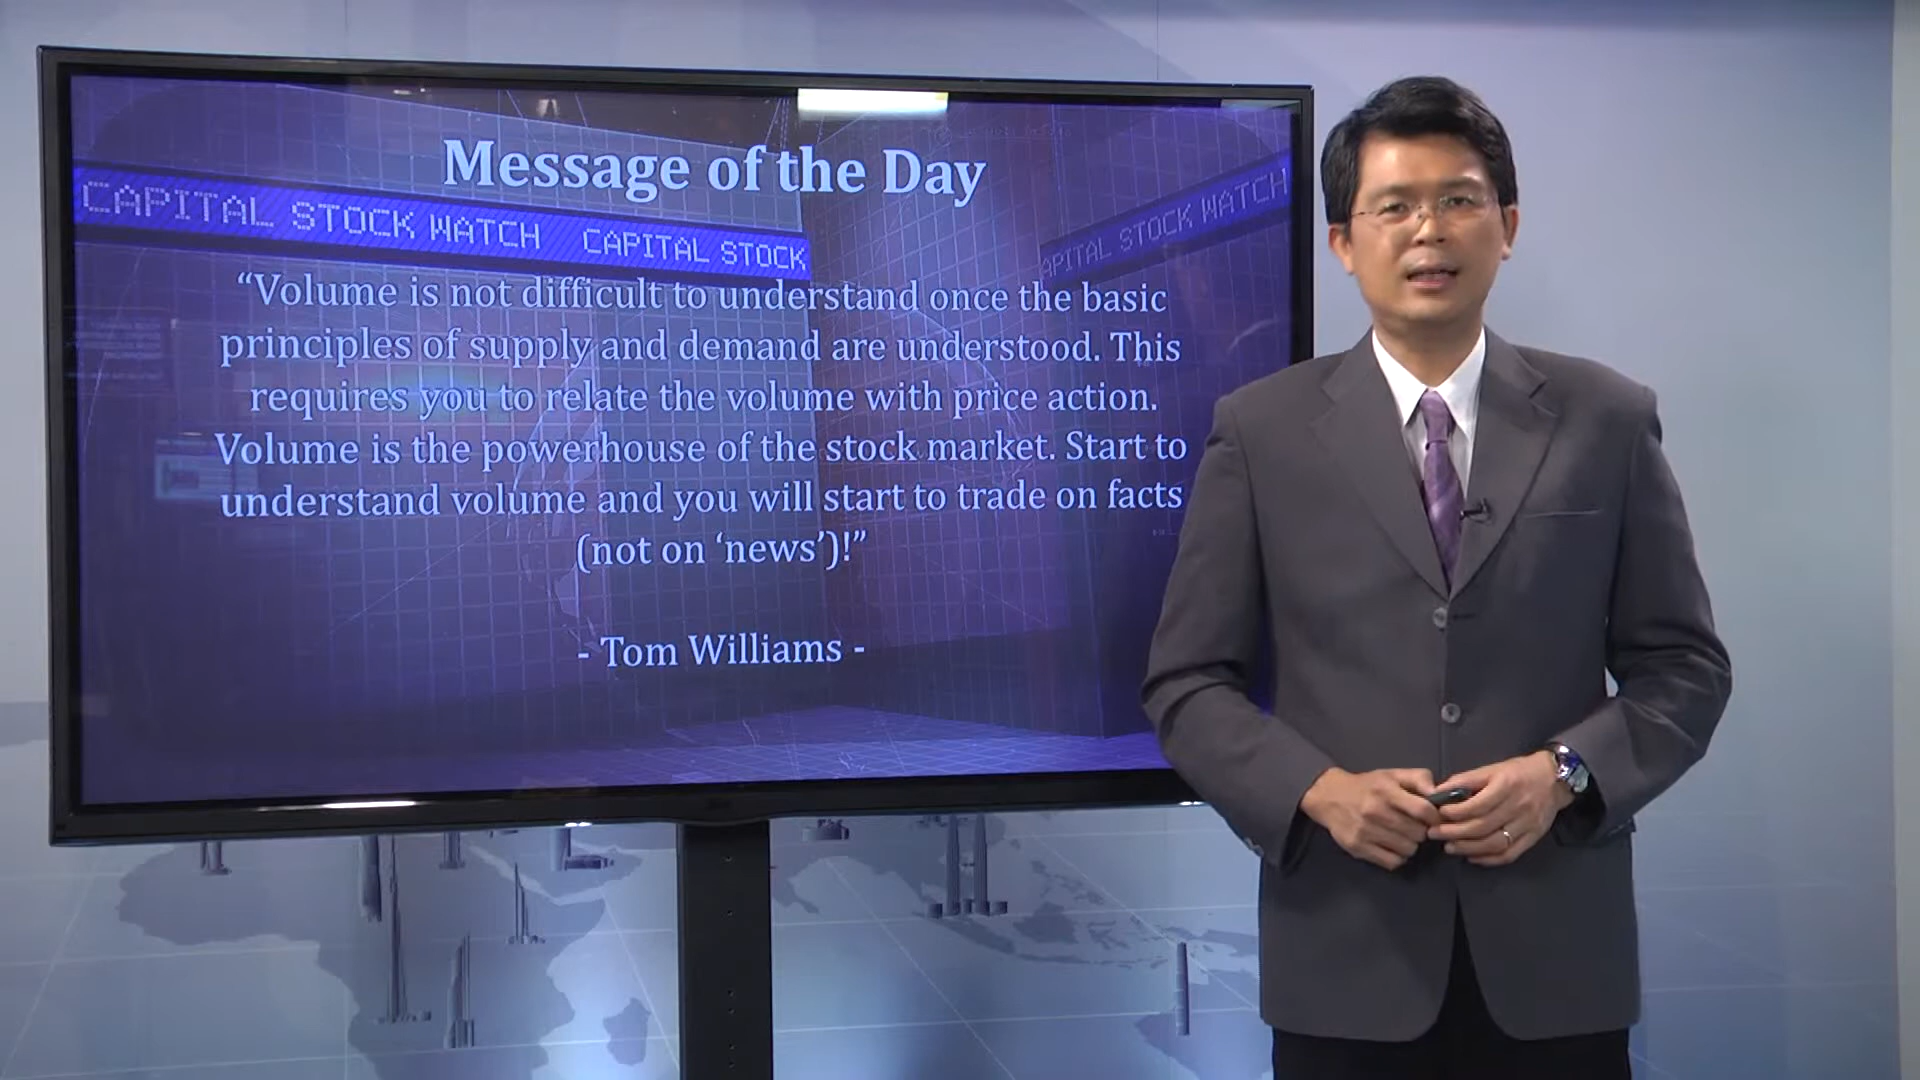 Message of the Day
CAPITAL STOCK WATCH CAPITAL STOCK
APITAL STOCK WATCH
“Volume is not difficult to understand once the basic
principles of supply and demand are understood. This
requires you to relate the volume with price action.
Volume is the powerhouse of the stock market. Start to
understand volume and you will start to trade on facts
(not on ‘news’)!”
- Tom Williams -